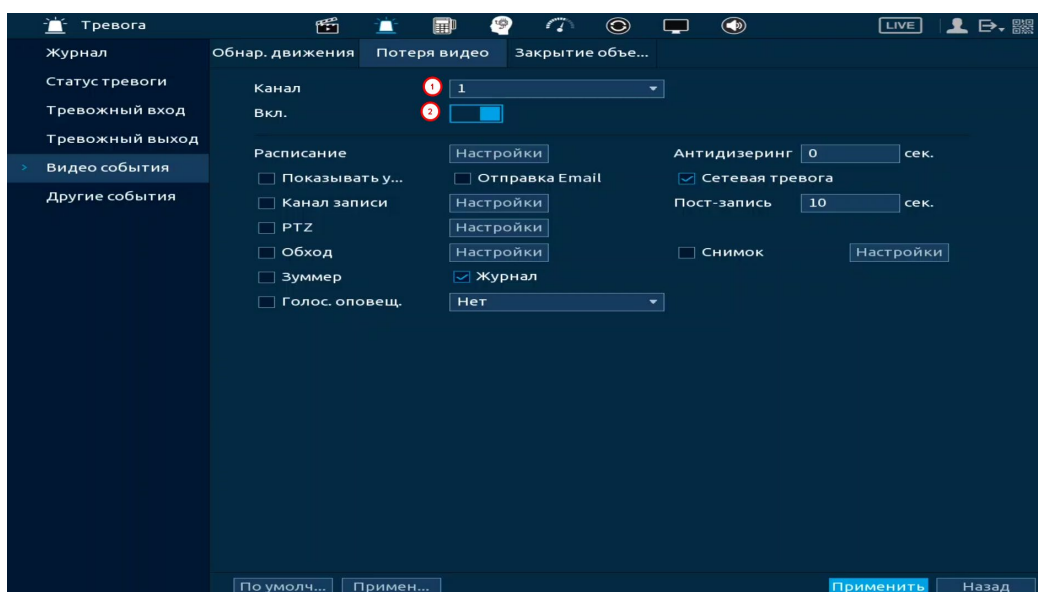 Тревога LIVE
Журнал Обнар. движения Потеря видео Закрытие объе...
Статус тревоги
Канал 1 1
Тревожный вход
Вкл. 2
Тревожный выход
Расписание Настройки Антидизеринг 0 сек.
Видео события
Показывать у... Отправка Email Сетевая тревога
Другие события
Канал записи Настройки Пост-запись 10 сек.
PTZ Настройки
Обход Настройки Снимок Настройки
Зуммер Журнал
Голос. оповещ. Нет
По умолч... Примен... Применить Назад